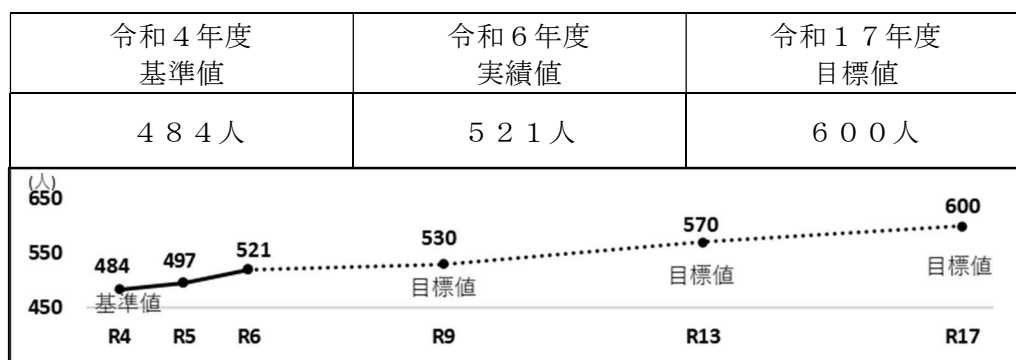 令和４年度 令和６年度 令和１７年度
基準値 実績値 目標値
４８４人 ５２１人 ６００人
(人)
650
550
450
484 497 521 530 570 600
基準値 目標値 目標値 目標値
R4 R5 R6 R9 R13 R17